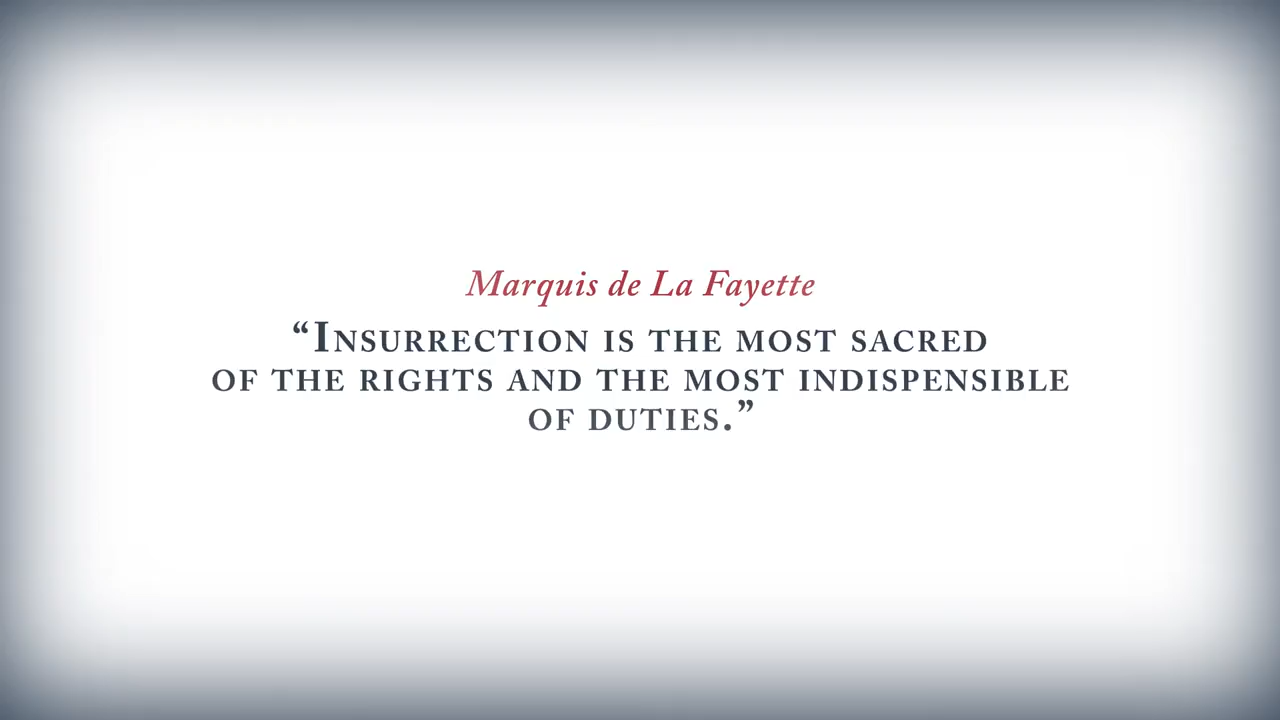 Marquis de La Fayette
“Insurrection is the most sacred
of the rights and the most indispensible
of duties.”